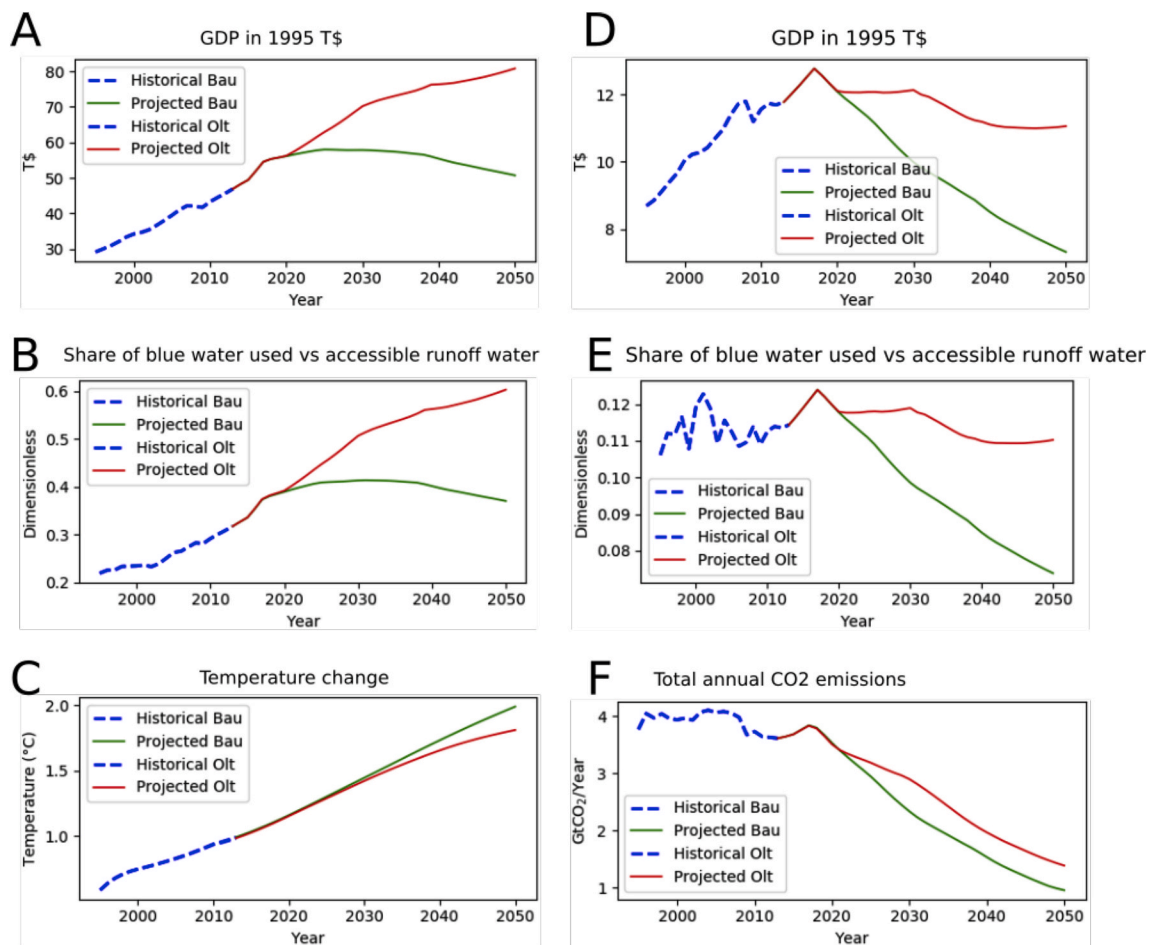 A
GDP in 1995 T$
T$
80
70
60
50
40
30
Historical Bau
Projected Bau
Historical Olt
Projected Olt
2000 2010 2020 2030 2040 2050
Year
D
GDP in 1995 T$
T$
12
10
8
Historical Bau
Projected Bau
Historical Olt
Projected Olt
2000 2010 2020 2030 2040 2050
Year
B
Share of blue water used vs accessible runoff water
Dimensionless
0.6
0.5
0.4
0.3
0.2
Historical Bau
Projected Bau
Historical Olt
Projected Olt
2000 2010 2020 2030 2040 2050
Year
E
Share of blue water used vs accessible runoff water
Dimensionless
0.12
0.11
0.10
0.09
0.08
Historical Bau
Projected Bau
Historical Olt
Projected Olt
2000 2010 2020 2030 2040 2050
Year
C
Temperature change
Temperature (°C)
2.0
1.5
1.0
Historical Bau
Projected Bau
Historical Olt
Projected Olt
2000 2010 2020 2030 2040 2050
Year
F
Total annual CO2 emissions
GtCO₂/Year
4
3
2
1
Historical Bau
Projected Bau
Historical Olt
Projected Olt
2000 2010 2020 2030 2040 2050
Year